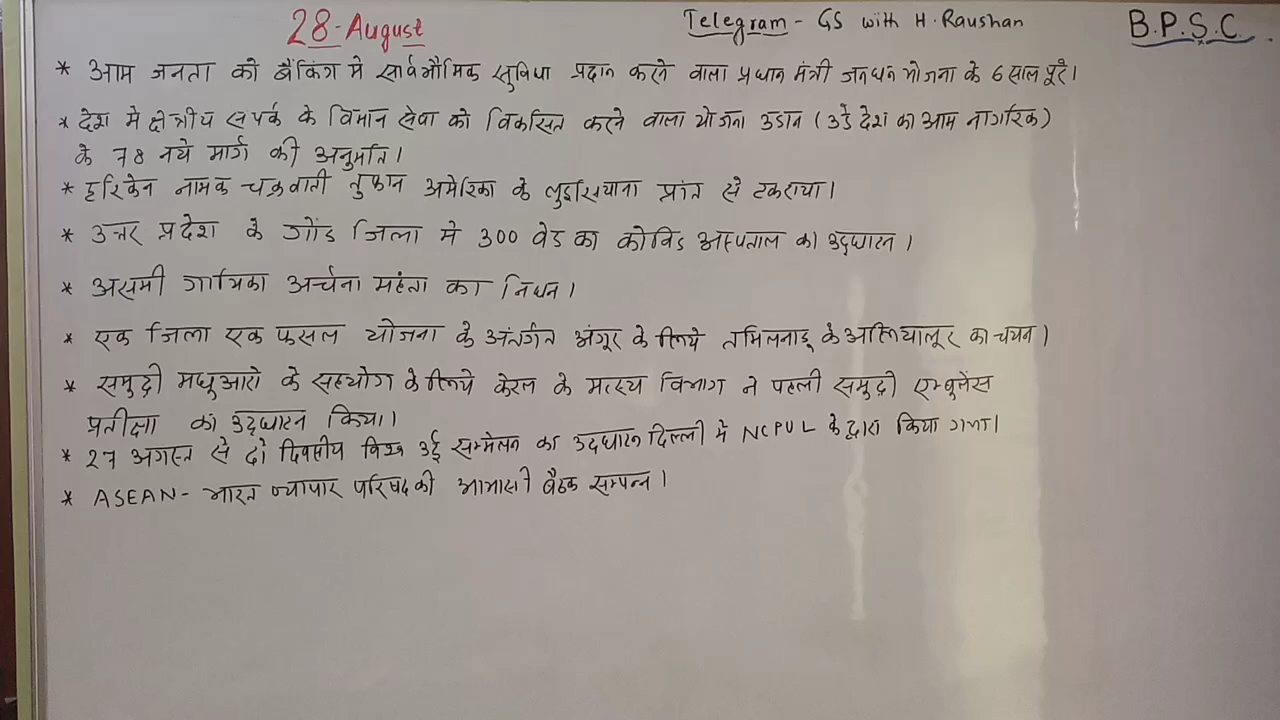 28-August
Telegram - GS with H. Raushan
B.P.S.C.
* आम जनता को बैंकिंग मे सार्वभौमिक सुविधा प्रदान करने वाला प्रधान मंत्री जनधन योजना के 6 साल पूरे।
* देश मे क्षेत्रीय संपर्क के विमान सेवा को विकसित करने वाला योजना उडान (उडे देश का आम नागरिक)
के 78 नये मार्ग की अनुमति।
* हरिकेन नामक चक्रवाती तुफान अमेरिका के लुइसियाना प्रांत से टकराया।
* उत्तर प्रदेश के गोंड जिला मे 300 वेड का कोविड अस्पताल का उद्घाटन।
* असमी गायिका अर्चना महंता का निधन।
* एक जिला एक फसल योजना के अंतर्गत अंगूर के लिये तमिलनाडू के अलियालूर का चयन।
* समुद्री मधुआरो के सहयोग के लिये केरल के मत्स्य विभाग ने पहली समुद्री एम्बुलेंस
प्रतीक्षा का उद्घाटन किया।
* 27 अगस्त से दो दिवसीय विश्व उर्दू सम्मेलन का उदघाटन दिल्ली मे NCPUL के द्वारा किया गया।
* ASEAN - भारत व्यापार परिषद की आभासी बैठक सम्पन्न।